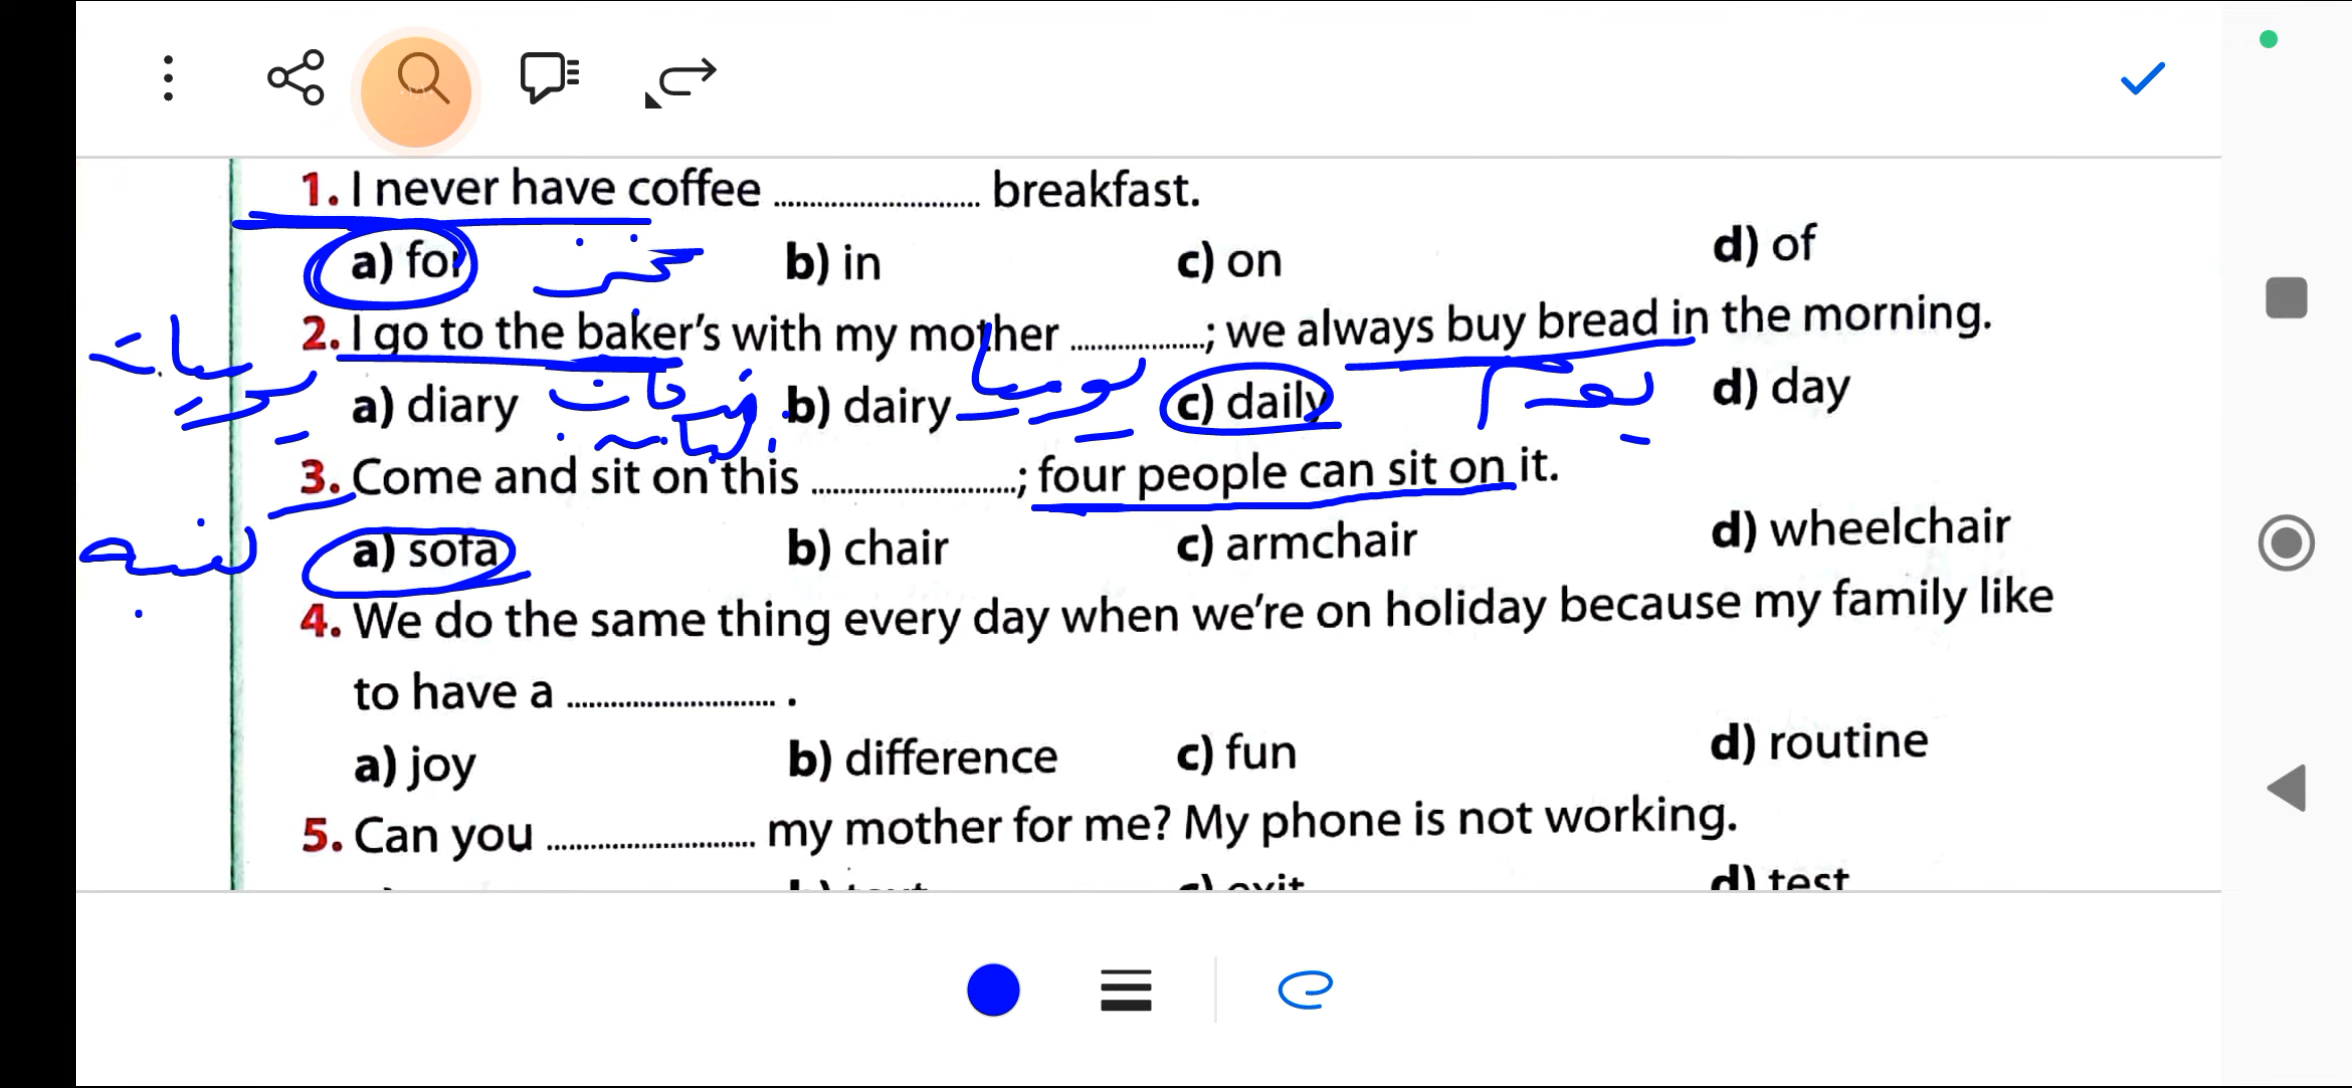 1. I never have coffee ............................ breakfast.
a) for b) in c) on d) of
2. I go to the baker's with my mother ..................; we always buy bread in the morning.
a) diary b) dairy c) daily d) day
يوميا
3. Come and sit on this ............................; four people can sit on it.
a) sofa b) chair c) armchair d) wheelchair
4. We do the same thing every day when we're on holiday because my family like
to have a ............................ .
a) joy b) difference c) fun d) routine
5. Can you ............................ my mother for me? My phone is not working.
c) exit d) test